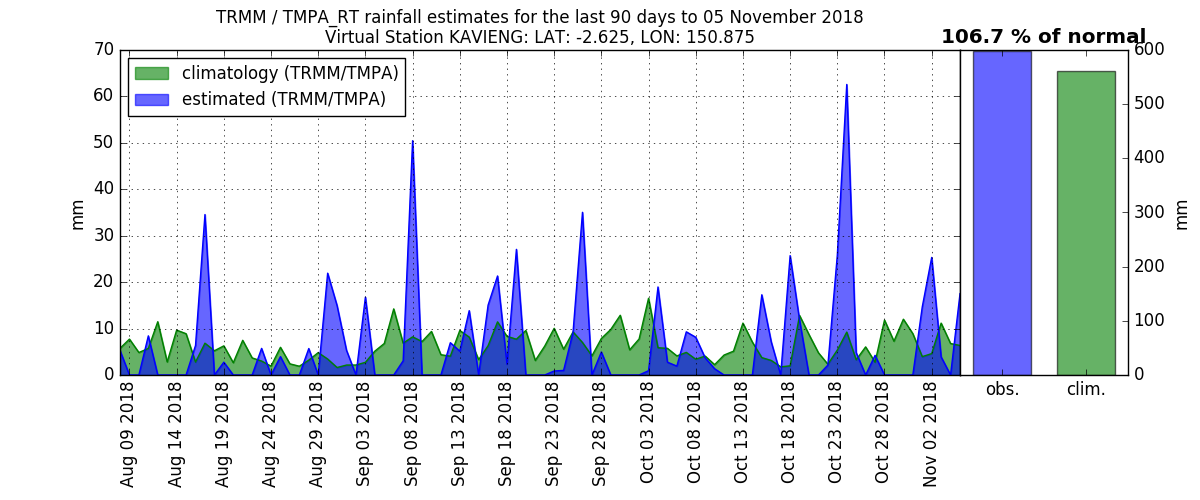 TRMM / TMPA_RT rainfall estimates for the last 90 days to 05 November 2018
Virtual Station KAVIENG: LAT: -2.625, LON: 150.875
106.7 % of normal
climatology (TRMM/TMPA)
estimated (TRMM/TMPA)
70
60
50
40
30
20
10
0
mm
600
500
400
300
200
100
0
mm
obs.
clim.
Aug 09 2018
Aug 14 2018
Aug 19 2018
Aug 24 2018
Aug 29 2018
Sep 03 2018
Sep 08 2018
Sep 13 2018
Sep 18 2018
Sep 23 2018
Sep 28 2018
Oct 03 2018
Oct 08 2018
Oct 13 2018
Oct 18 2018
Oct 23 2018
Oct 28 2018
Nov 02 2018